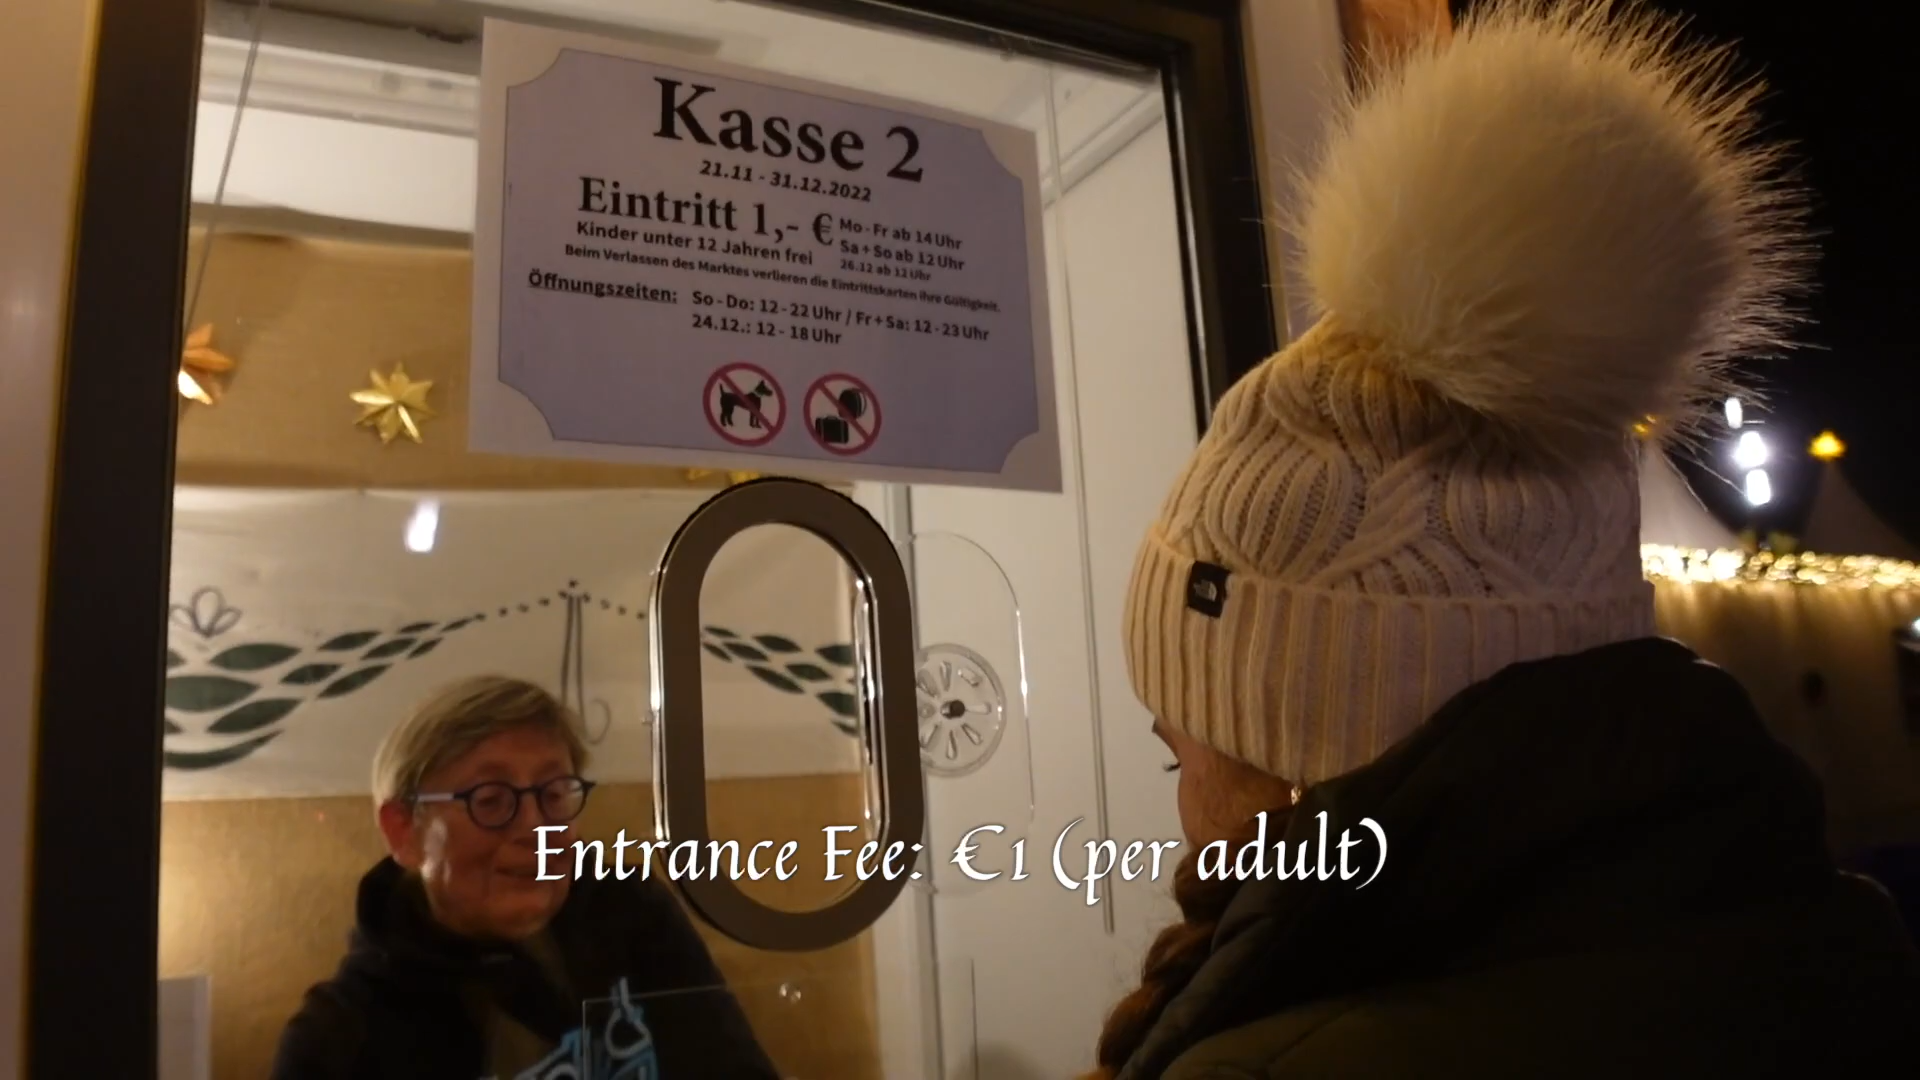 Kasse 2
21.11 - 31.12.2022
Eintritt 1,- €
Mo - Fr ab 14 Uhr
Sa + So ab 12 Uhr
26.12 ab 12 Uhr
Kinder unter 12 Jahren frei
Beim Verlassen des Marktes verlieren die Eintrittskarten ihre Gültigkeit.
Öffnungszeiten: So - Do: 12 - 22 Uhr / Fr + Sa: 12 - 23 Uhr
24.12.: 12 - 18 Uhr
Entrance Fee: €1 (per adult)